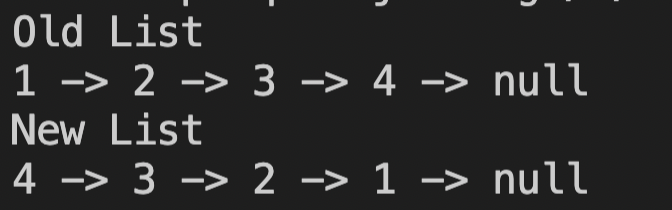 Old List
1 —> 2 —> 3 —> 4 —> null
New List
4 —> 3 —> 2 —> 1 —> null